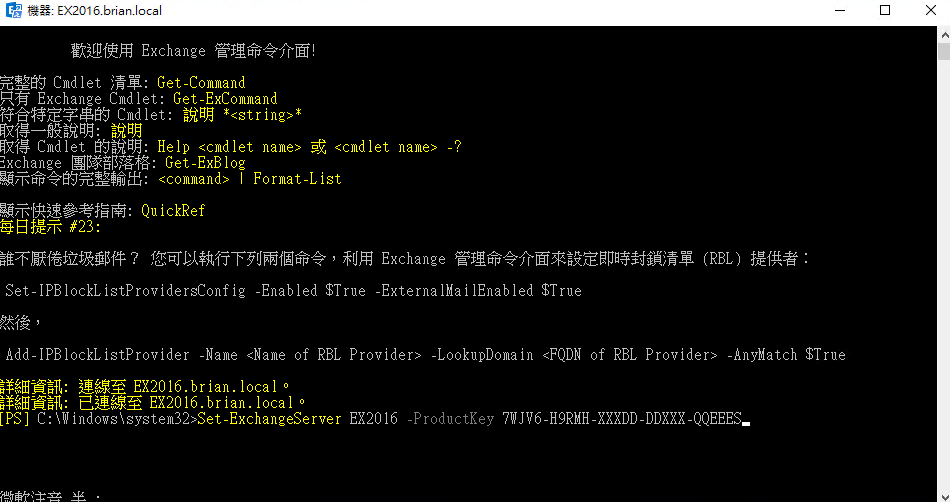 機器: EX2016.brian.local
歡迎使用 Exchange 管理命令介面!
完整的 Cmdlet 清單: Get-Command
只有 Exchange Cmdlet: Get-ExCommand
符合特定字串的 Cmdlet: 說明 *<string>*
取得一般說明: 說明
取得 Cmdlet 的說明: Help <cmdlet name> 或 <cmdlet name> -?
Exchange 團隊部落格: Get-ExBlog
顯示命令的完整輸出: <command> | Format-List
顯示快速參考指南: QuickRef
每日提示 #23:
誰不厭倦垃圾郵件？ 您可以執行下列兩個命令，利用 Exchange 管理命令介面來設定即時封鎖清單 (RBL) 提供者：
Set-IPBlockListProvidersConfig -Enabled $True -ExternalMailEnabled $True
然後，
Add-IPBlockListProvider -Name <Name of RBL Provider> -LookupDomain <FQDN of RBL Provider> -AnyMatch $True
詳細資訊: 連線至 EX2016.brian.local。
詳細資訊: 已連線至 EX2016.brian.local。
[PS] C:\Windows\system32>Set-ExchangeServer EX2016 -ProductKey 7WJV6-H9RMH-XXXDD-DDXXX-QQEEES
微軟注音 半 :